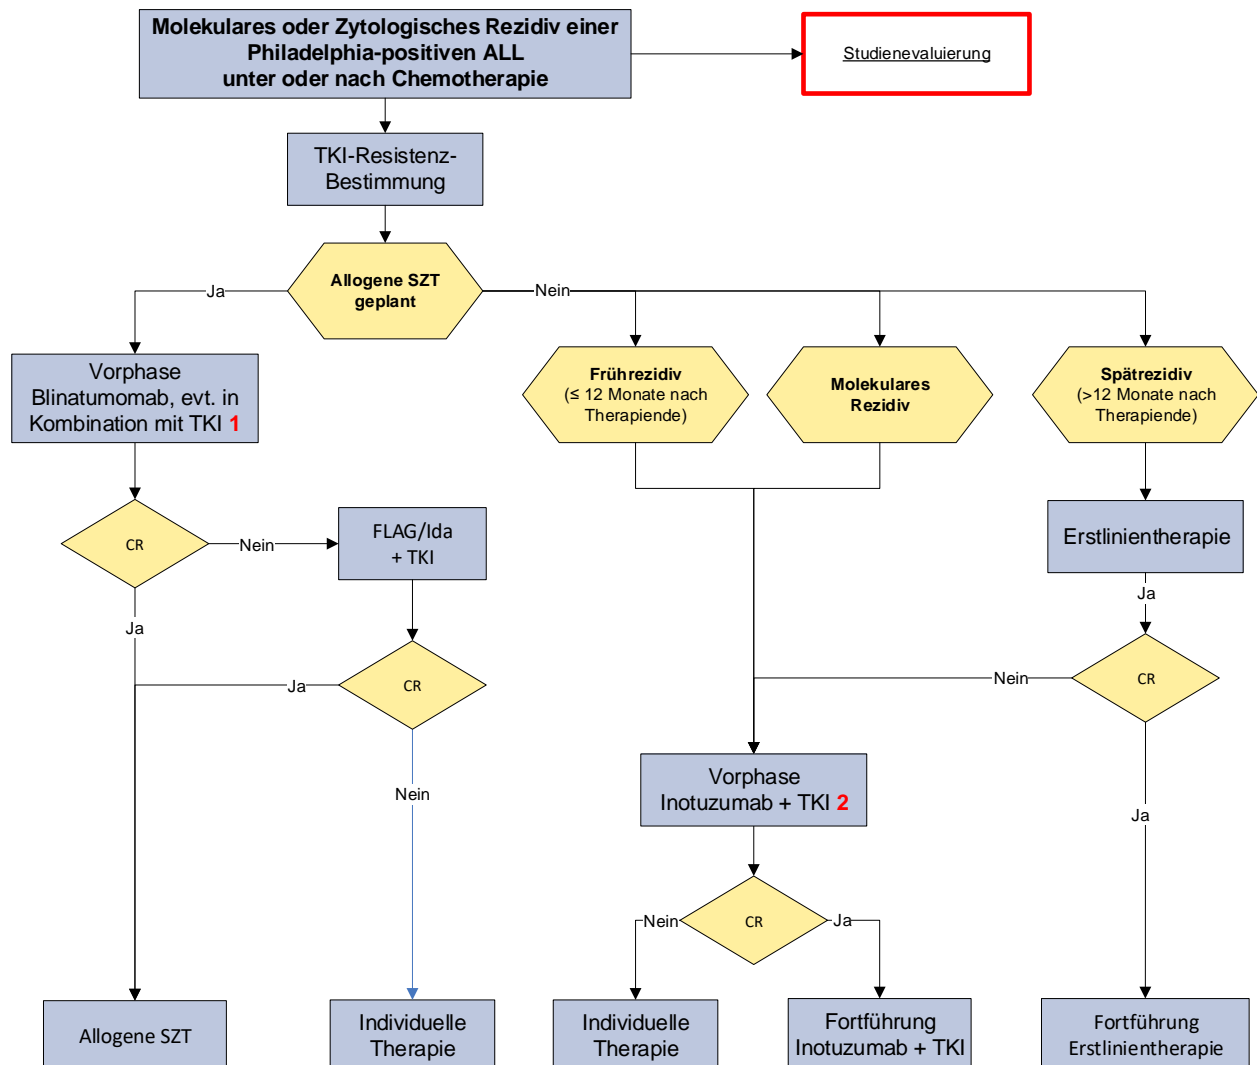 Molekulares oder Zytologisches Rezidiv einer
Philadelphia-positiven ALL
unter oder nach Chemotherapie
Studienevaluierung
TKI-Resistenz-
Bestimmung
Allogene SZT
geplant
Ja
Nein
Vorphase
Blinatumomab, evt. in
Kombination mit TKI 1
Frührezidiv
(≤ 12 Monate nach
Therapiende)
Molekulares
Rezidiv
Spätrezidiv
(>12 Monate nach
Therapiende)
CR
Nein
FLAG/Ida
+ TKI
Erstlinientherapie
Ja
Ja
Ja
CR
Nein
CR
Vorphase
Inotuzumab + TKI 2
Nein
Ja
Nein
CR
Ja
Allogene SZT
Individuelle
Therapie
Individuelle
Therapie
Fortführung
Inotuzumab + TKI
Fortführung
Erstlinientherapie